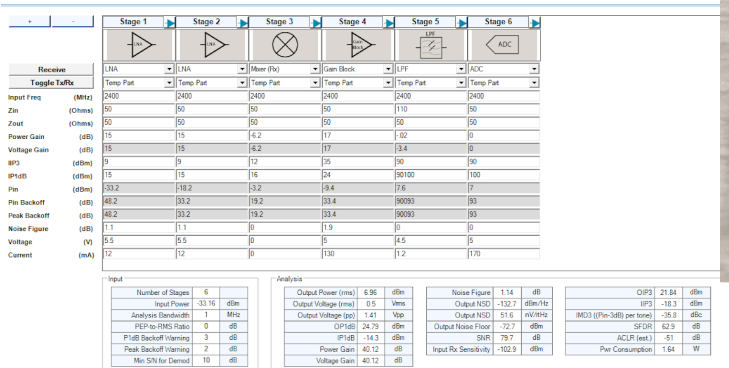 + -
Stage 1 Stage 2 Stage 3 Stage 4 Stage 5 Stage 6
LNA LNA Gain Block LPF ADC
Receive LNA LNA Mixer (Rx) Gain Block LPF ADC
Toggle Tx/Rx Temp Part Temp Part Temp Part Temp Part Temp Part Temp Part
Input Freq (MHz) 2400 2400 2400 2400 2400 2400
Zin (Ohms) 50 50 50 50 110 50
Zout (Ohms) 50 50 50 50 50 50
Power Gain (dB) 15 15 -6.2 17 -.02 0
Voltage Gain (dB) 15 15 -6.2 17 -3.4 0
IIP3 (dBm) 9 9 12 35 90 90
IP1dB (dBm) 15 15 16 24 90100 100
Pin (dBm) -33.2 -18.2 -3.2 -9.4 7.6 7
Pin Backoff (dB) 48.2 33.2 19.2 33.4 90093 93
Peak Backoff (dB) 48.2 33.2 19.2 33.4 90093 93
Noise Figure (dB) 1.1 1.1 0 1.9 0 0
Voltage (V) 5.5 5.5 0 5 4.5 5
Current (mA) 12 12 0 130 1.2 170
Input Analysis
Number of Stages 6 Output Power (rms) 6.96 dBm Noise Figure 1.14 dB OIP3 21.84 dBm
Input Power -33.16 dBm Output Voltage (rms) 0.5 Vrms Output NSD -132.7 dBm/Hz IIP3 -18.3 dBm
Analysis Bandwidth 1 MHz Output Voltage (pp) 1.41 Vpp Output NSD 51.6 nV/rtHz IMD3 ((Pin-3dB) per tone) -35.8 dBc
PEP-to-RMS Ratio 0 dB OP1dB 24.79 dBm Output Noise Floor -72.7 dBm SFDR 62.9 dB
P1dB Backoff Warning 3 dB IP1dB -14.3 dBm SNR 79.7 dB ACLR (est.) -51 dB
Peak Backoff Warning 2 dB Power Gain 40.12 dB Input Rx Sensitivity -102.9 dBm Pwr Consumption 1.64 W
Min S/N for Demod 10 dB Voltage Gain 40.12 dB